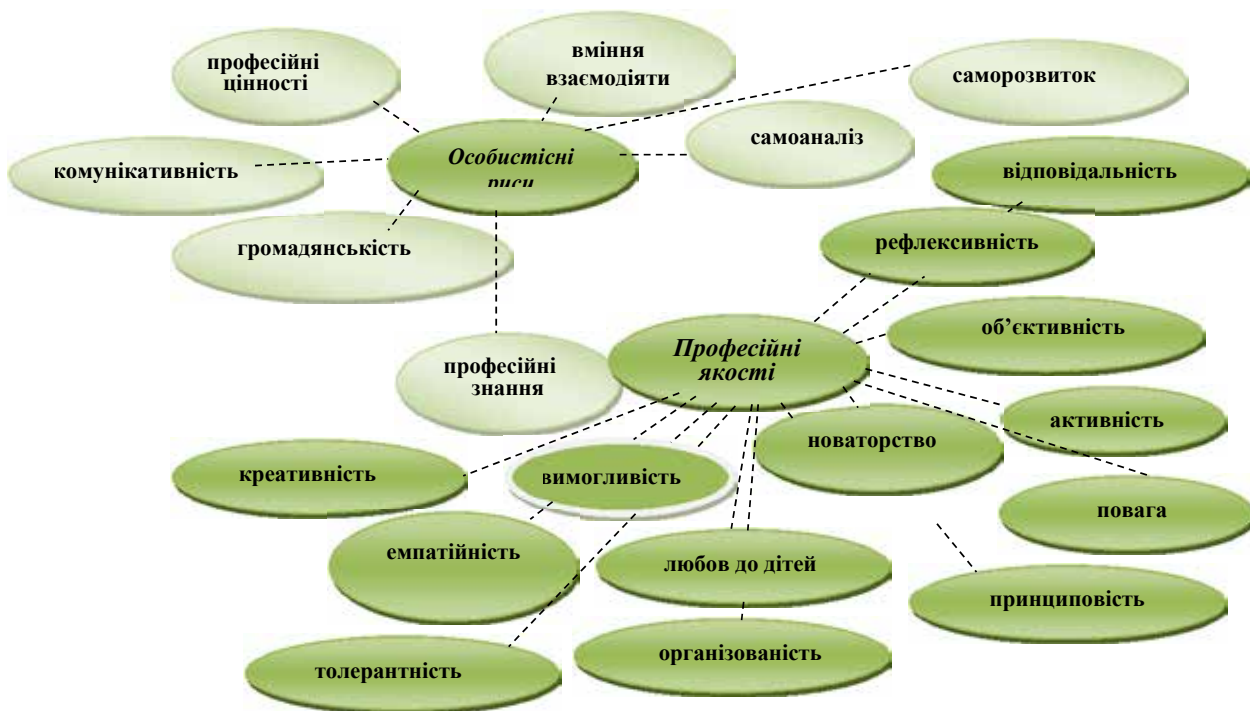 професійні
цінності
вміння
взаємодіяти
саморозвиток
комунікативність
Особистісні
риси
самоаналіз
відповідальність
громадянськість
рефлексивність
професійні
знання
Професійні
якості
об’єктивність
активність
креативність
вимогливість
новаторство
повага
емпатійність
любов до дітей
принциповість
толерантність
організованість